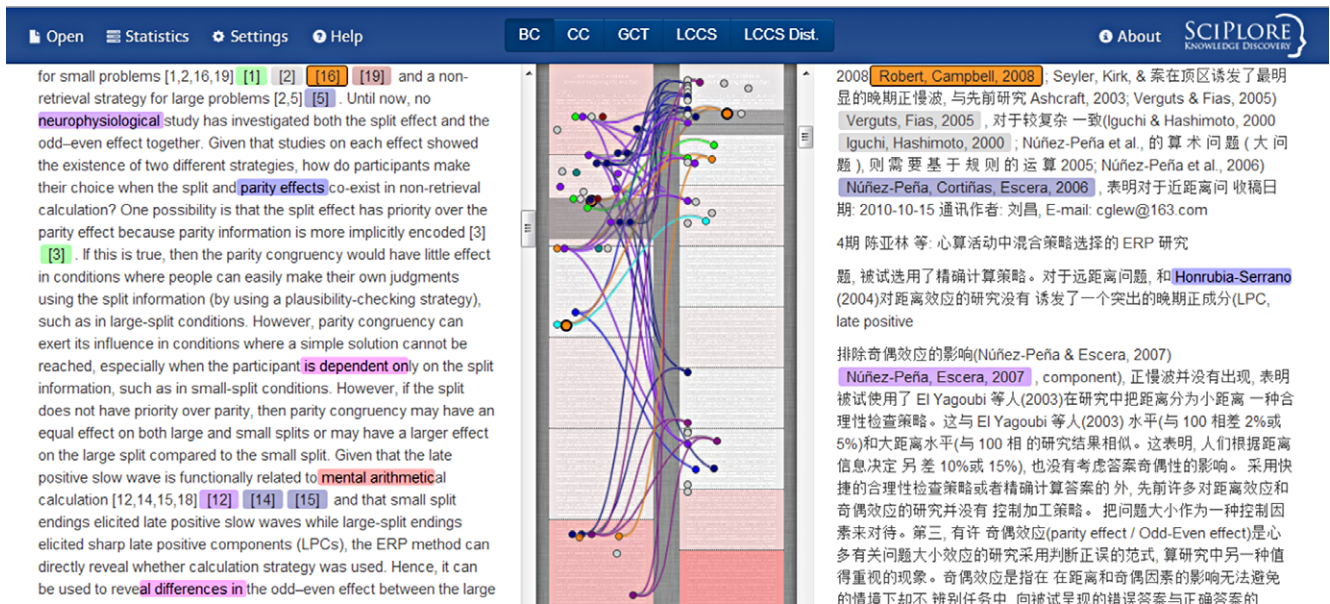 Open
Statistics
Settings
Help
BC
CC
GCT
LCCS
LCCS Dist.
About
SCIPLORE
KNOWLEDGE DISCOVERY
for small problems [1,2,16,19] [1] [2] [16] [19] and a non-
retrieval strategy for large problems [2,5] [5] . Until now, no
neurophysiological study has investigated both the split effect and the
odd–even effect together. Given that studies on each effect showed
the existence of two different strategies, how do participants make
their choice when the split and parity effects co-exist in non-retrieval
calculation? One possibility is that the split effect has priority over the
parity effect because parity information is more implicitly encoded [3]
[3] . If this is true, then the parity congruency would have little effect
in conditions where people can easily make their own judgments
using the split information (by using a plausibility-checking strategy),
such as in large-split conditions. However, parity congruency can
exert its influence in conditions where a simple solution cannot be
reached, especially when the participant is dependent only on the split
information, such as in small-split conditions. However, if the split
does not have priority over parity, then parity congruency may have an
equal effect on both large and small splits or may have a larger effect
on the large split compared to the small split. Given that the late
positive slow wave is functionally related to mental arithmetical
calculation [12,14,15,18] [12] [14] [15] and that small split
endings elicited late positive slow waves while large-split endings
elicited sharp late positive components (LPCs), the ERP method can
directly reveal whether calculation strategy was used. Hence, it can
be used to reveal differences in the odd–even effect between the large
2008 Robert, Campbell, 2008 ; Seyler, Kirk, & 案在顶区诱发了最明
显的晚期正慢波, 与先前研究 Ashcraft, 2003; Verguts & Fias, 2005)
Verguts, Fias, 2005 , 对于较复杂 一致(Iguchi & Hashimoto, 2000
Iguchi, Hashimoto, 2000 ; Núñez-Peña et al., 的 算 术 问 题 ( 大 问
题 ), 则 需 要 基 于 规 则 的 运 算 2005; Núñez-Peña et al., 2006)
Núñez-Peña, Cortiñas, Escera, 2006 , 表明对于近距离问 收稿日
期: 2010-10-15 通讯作者: 刘昌, E-mail: cglew@163.com
4期 陈亚林 等: 心算活动中混合策略选择的 ERP 研究
题, 被试选用了精确计算策略。对于远距离问题, 和 Honrubia-Serrano
(2004)对距离效应的研究没有 诱发了一个突出的晚期正成分(LPC,
late positive
排除奇偶效应的影响(Núñez-Peña & Escera, 2007)
Núñez-Peña, Escera, 2007 , component), 正慢波并没有出现, 表明
被试使用了 El Yagoubi 等人(2003)在研究中把距离分为小距离 一种合
理性检查策略。这与 El Yagoubi 等人(2003) 水平(与 100 相差 2%或
5%)和大距离水平(与 100 相 的研究结果相似。这表明, 人们根据距离
信息决定 另 差 10%或 15%), 也没有考虑答案奇偶性的影响。 采用快
捷的合理性检查策略或者精确计算答案的 外, 先前许多对距离效应和
奇偶效应的研究并没有 控制加工策略。 把问题大小作为一种控制因
素来对待。第三, 有许 奇偶效应(parity effect / Odd-Even effect)是心
多有关问题大小效应的研究采用判断正误的范式, 算研究中另一种值
得重视的现象。奇偶效应是指在 在距离和奇偶因素的影响无法避免
的情境下却不 辨别任务中, 向被试呈现的错误答案与正确答案的